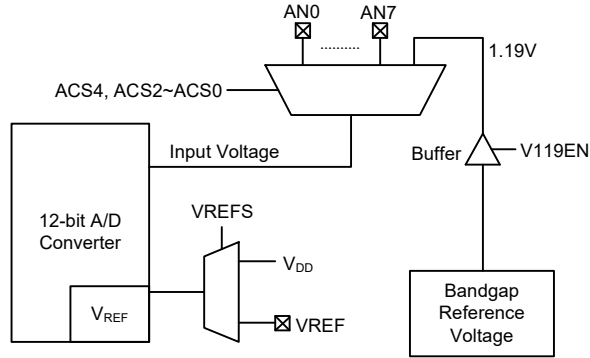 AN0
AN7
1.19V
ACS4, ACS2~ACS0
Input Voltage
Buffer
V119EN
12-bit A/D
Converter
VREFS
VDD
VREF
VREF
Bandgap
Reference
Voltage